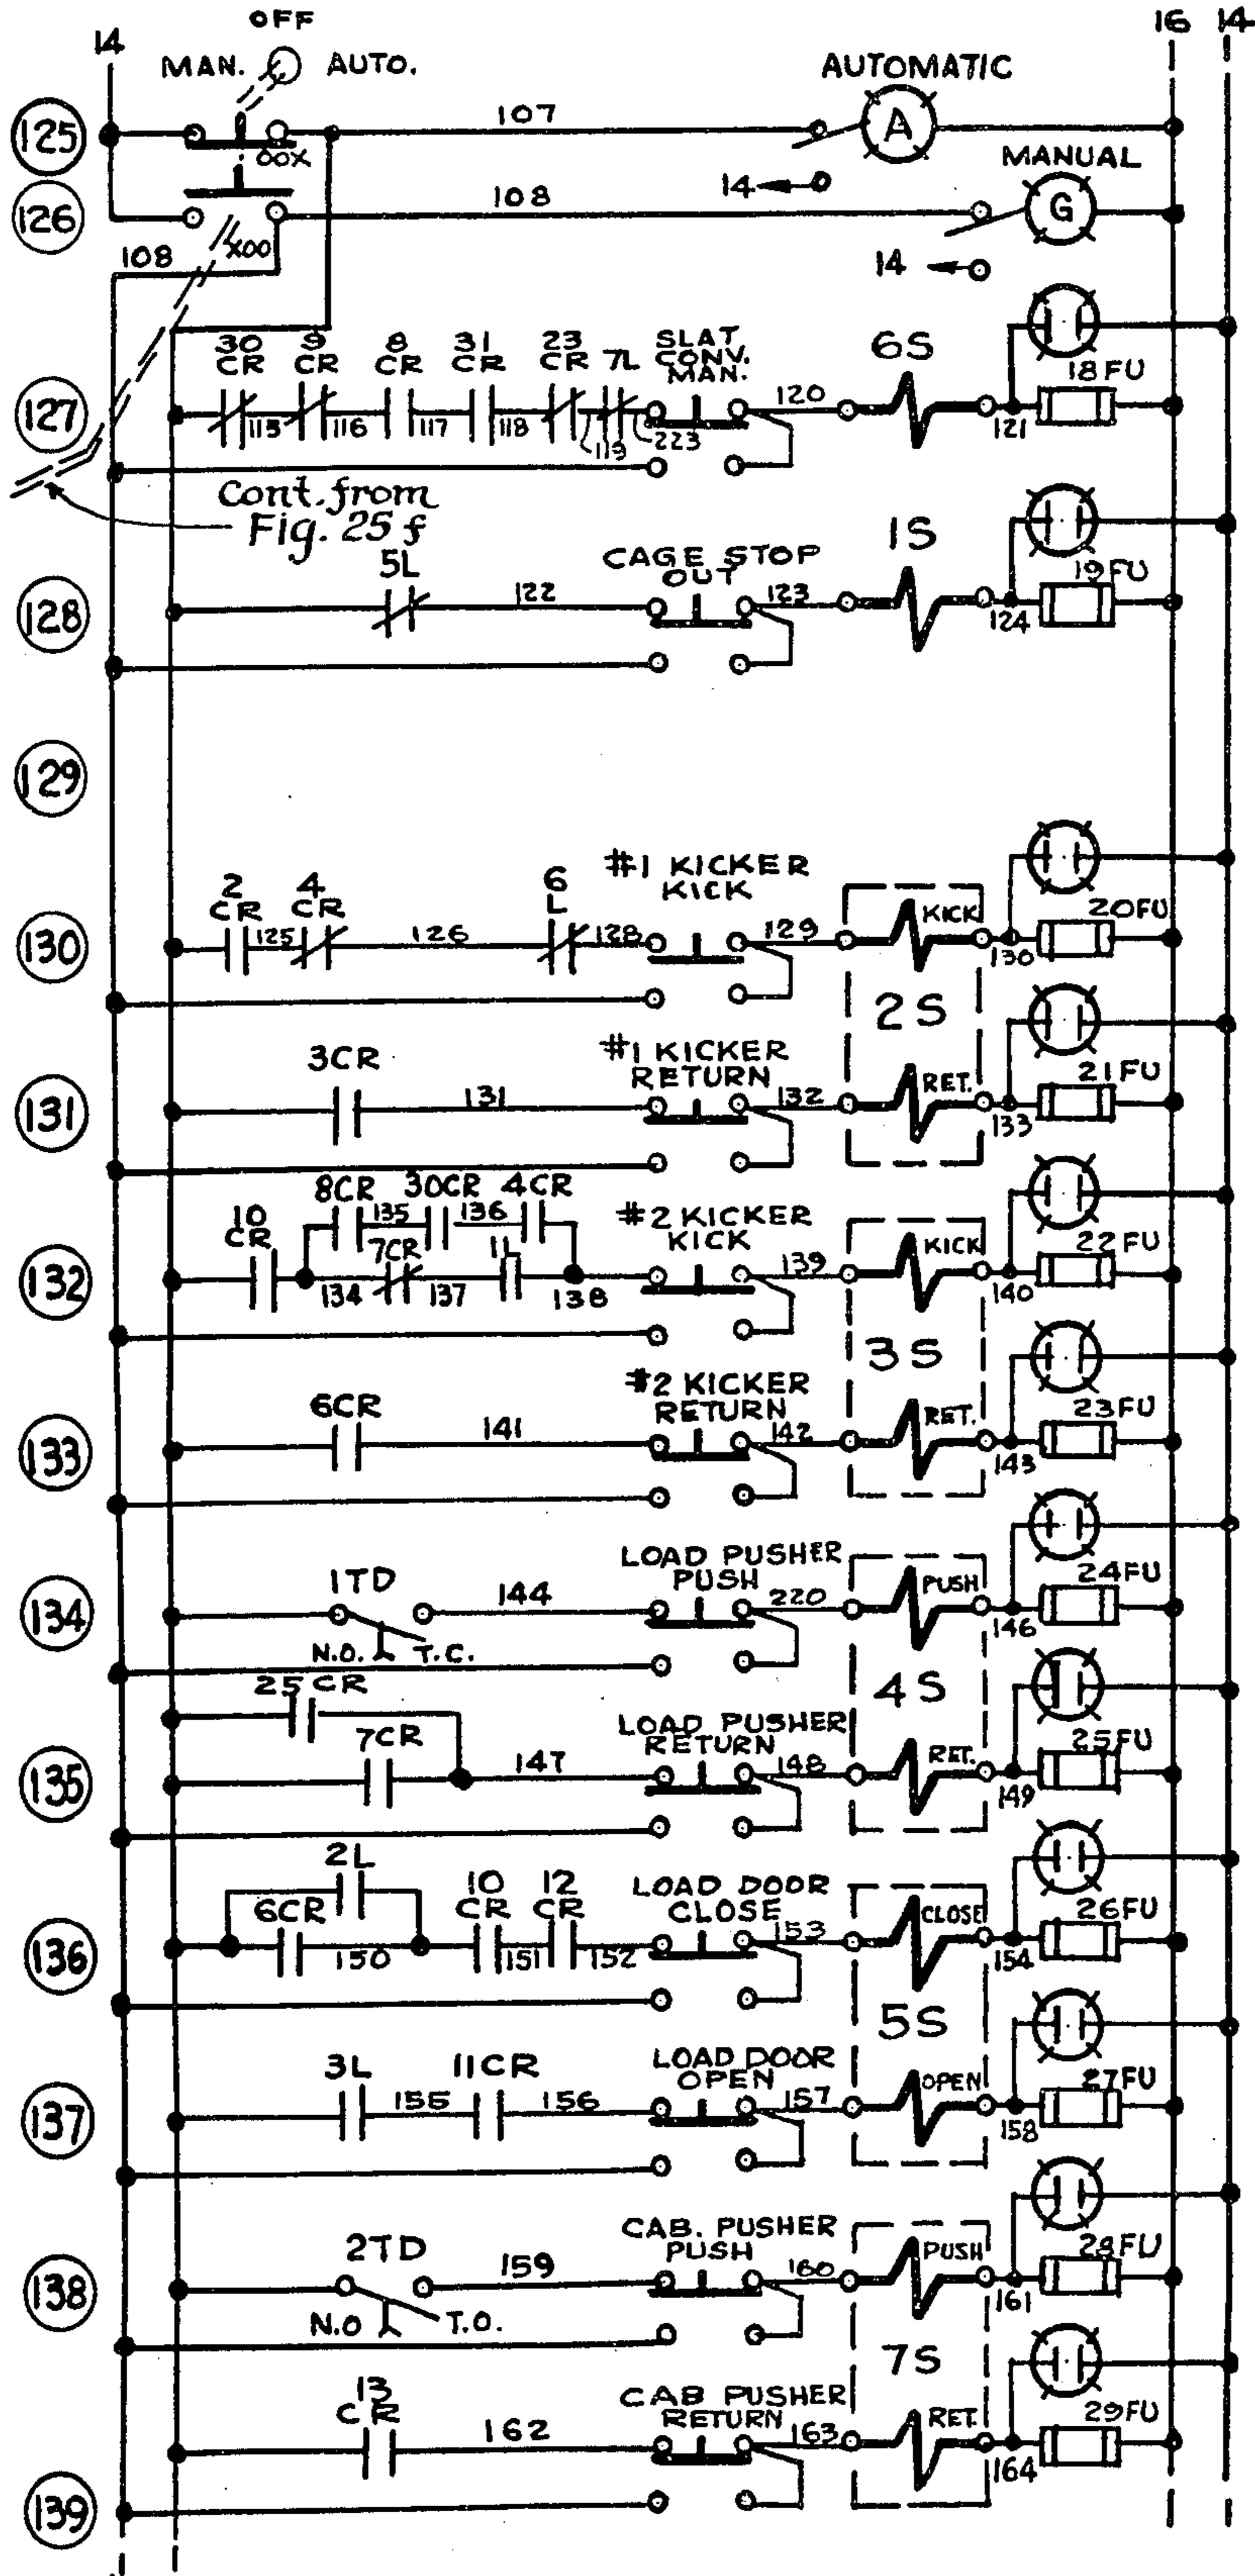 OFF
14
MAN. AUTO.
AUTOMATIC
16 14
125
107
A
00X
MANUAL
14
126
108
G
X00
108
14
30 CR
9 CR
8 CR
31 CR
23 CR
7L
SLAT CONV. MAN.
6S
18FU
127
115
116
117
118
119
223
120
121
Cont. from
Fig. 25 f
5L
CAGE STOP OUT
1S
19FU
128
122
123
124
129
2 CR
4 CR
6 L
#1 KICKER KICK
KICK
20FU
130
125
126
128
129
130
2S
3CR
#1 KICKER RETURN
RET.
21FU
131
131
132
133
8CR
30CR
4CR
135
136
10 CR
7CR
1L
#2 KICKER KICK
KICK
22FU
132
134
137
138
139
140
3S
6CR
#2 KICKER RETURN
RET.
23FU
133
141
142
143
1TD
LOAD PUSHER PUSH
PUSH
24FU
134
144
220
146
N.O. T.C.
4S
25 CR
7CR
LOAD PUSHER RETURN
RET.
25FU
135
147
148
149
2L
6CR
10 CR
12 CR
LOAD DOOR CLOSE
CLOSE
26FU
136
150
151
152
153
154
5S
3L
11CR
LOAD DOOR OPEN
OPEN
27FU
137
155
156
157
158
2TD
CAB. PUSHER PUSH
PUSH
28FU
138
159
160
161
N.O T.O.
7S
13 CR
CAB PUSHER RETURN
RET.
29FU
162
163
164
139